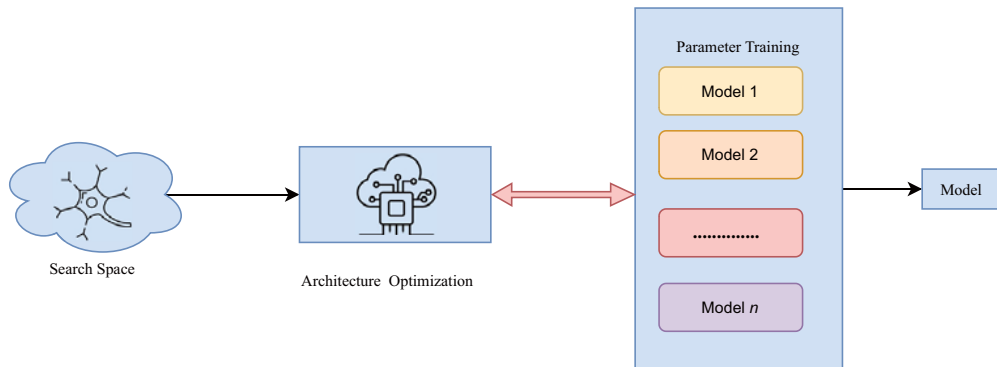 Parameter Training
Model 1
Model 2
..............
Model n
Search Space
Architecture Optimization
Model